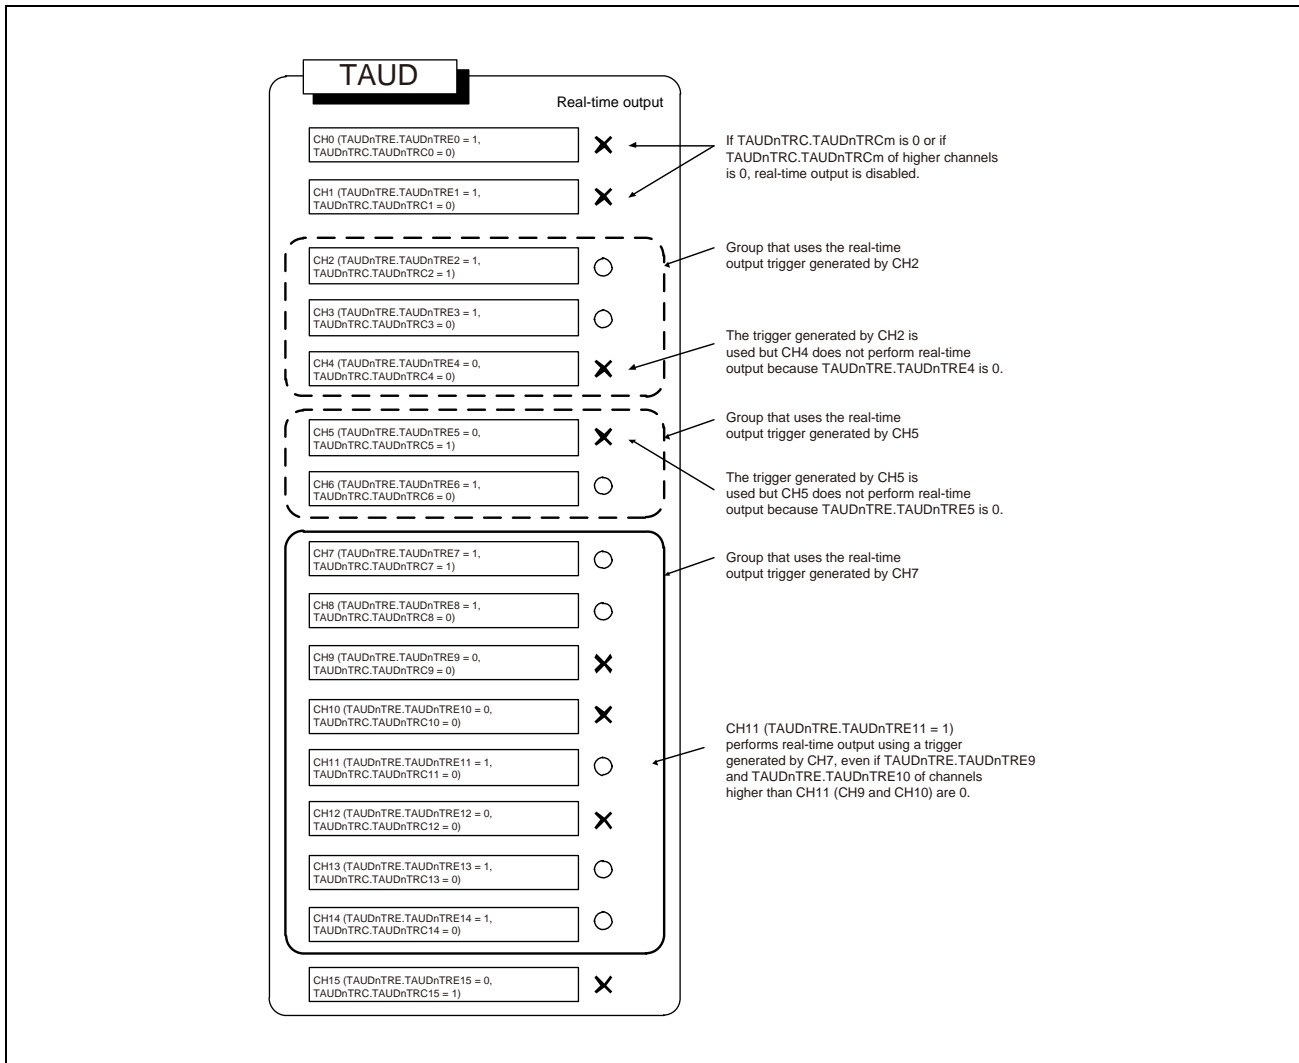 TAUD
Real-time output
CH0 (TAUDnTRE.TAUDnTRE0 = 1,
TAUDnTRC.TAUDnTRC0 = 0)
If TAUDnTRC.TAUDnTRCm is 0 or if
TAUDnTRC.TAUDnTRCm of higher channels
is 0, real-time output is disabled.
CH1 (TAUDnTRE.TAUDnTRE1 = 1,
TAUDnTRC.TAUDnTRC1 = 0)
Group that uses the real-time
output trigger generated by CH2
CH2 (TAUDnTRE.TAUDnTRE2 = 1,
TAUDnTRC.TAUDnTRC2 = 1)
CH3 (TAUDnTRE.TAUDnTRE3 = 1,
TAUDnTRC.TAUDnTRC3 = 0)
The trigger generated by CH2 is
used but CH4 does not perform real-time
output because TAUDnTRE.TAUDnTRE4 is 0.
CH4 (TAUDnTRE.TAUDnTRE4 = 0,
TAUDnTRC.TAUDnTRC4 = 0)
Group that uses the real-time
output trigger generated by CH5
CH5 (TAUDnTRE.TAUDnTRE5 = 0,
TAUDnTRC.TAUDnTRC5 = 1)
The trigger generated by CH5 is
used but CH5 does not perform real-time
output because TAUDnTRE.TAUDnTRE5 is 0.
CH6 (TAUDnTRE.TAUDnTRE6 = 1,
TAUDnTRC.TAUDnTRC6 = 0)
CH7 (TAUDnTRE.TAUDnTRE7 = 1,
TAUDnTRC.TAUDnTRC7 = 1)
Group that uses the real-time
output trigger generated by CH7
CH8 (TAUDnTRE.TAUDnTRE8 = 1,
TAUDnTRC.TAUDnTRC8 = 0)
CH9 (TAUDnTRE.TAUDnTRE9 = 0,
TAUDnTRC.TAUDnTRC9 = 0)
CH10 (TAUDnTRE.TAUDnTRE10 = 0,
TAUDnTRC.TAUDnTRC10 = 0)
CH11 (TAUDnTRE.TAUDnTRE11 = 1)
performs real-time output using a trigger
generated by CH7, even if TAUDnTRE.TAUDnTRE9
and TAUDnTRE.TAUDnTRE10 of channels
higher than CH11 (CH9 and CH10) are 0.
CH11 (TAUDnTRE.TAUDnTRE11 = 1,
TAUDnTRC.TAUDnTRC11 = 0)
CH12 (TAUDnTRE.TAUDnTRE12 = 0,
TAUDnTRC.TAUDnTRC12 = 0)
CH13 (TAUDnTRE.TAUDnTRE13 = 1,
TAUDnTRC.TAUDnTRC13 = 0)
CH14 (TAUDnTRE.TAUDnTRE14 = 1,
TAUDnTRC.TAUDnTRC14 = 0)
CH15 (TAUDnTRE.TAUDnTRE15 = 0,
TAUDnTRC.TAUDnTRC15 = 1)